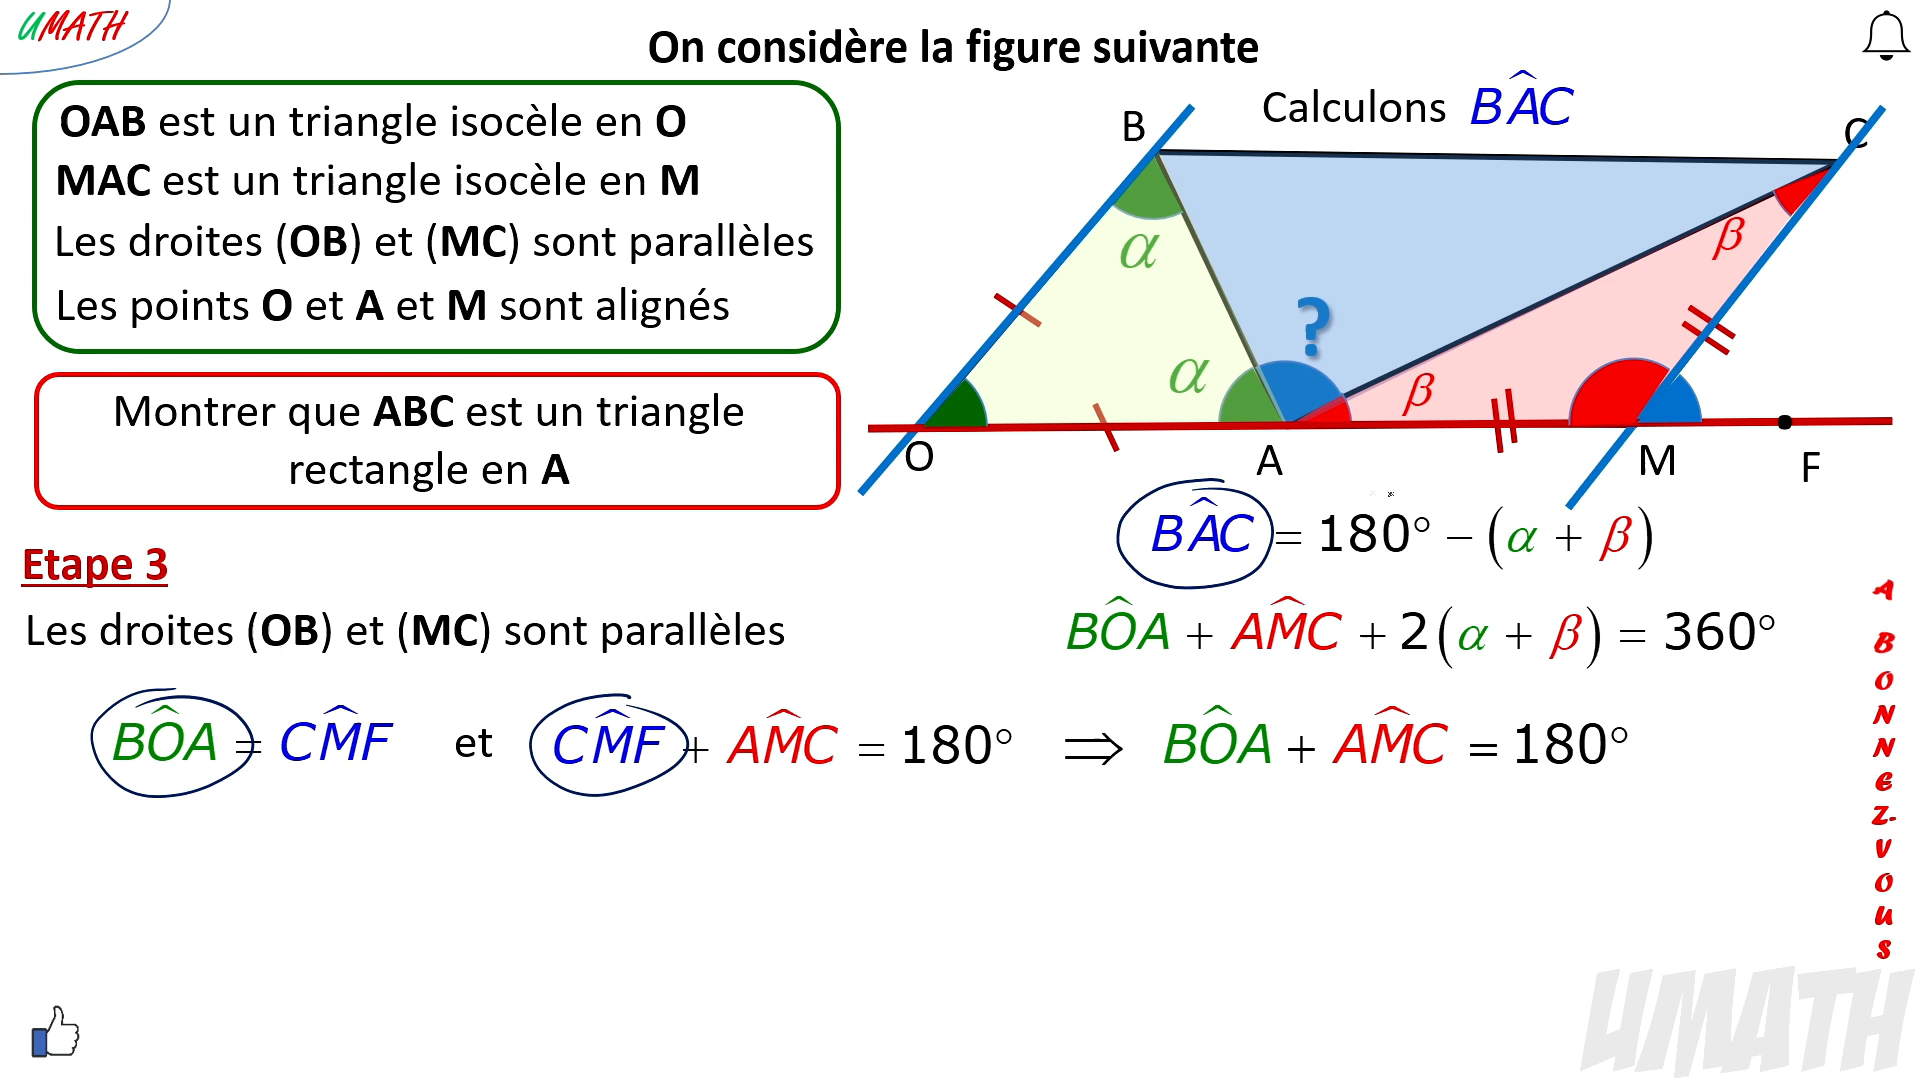 UMATH
On considère la figure suivante
OAB est un triangle isocèle en O
MAC est un triangle isocèle en M
Les droites (OB) et (MC) sont parallèles
Les points O et A et M sont alignés
Montrer que ABC est un triangle
rectangle en A
Calculons BÂC
B
C
α
β
?
α
β
O
A
M
F
BÂC = 180° − (α + β)
Etape 3
Les droites (OB) et (MC) sont parallèles
BÔA + AM̂C + 2(α + β) = 360°
BÔA = CM̂F et CM̂F + AM̂C = 180° ⇒ BÔA + AM̂C = 180°
ABONNEZ-VOUS
UMATH